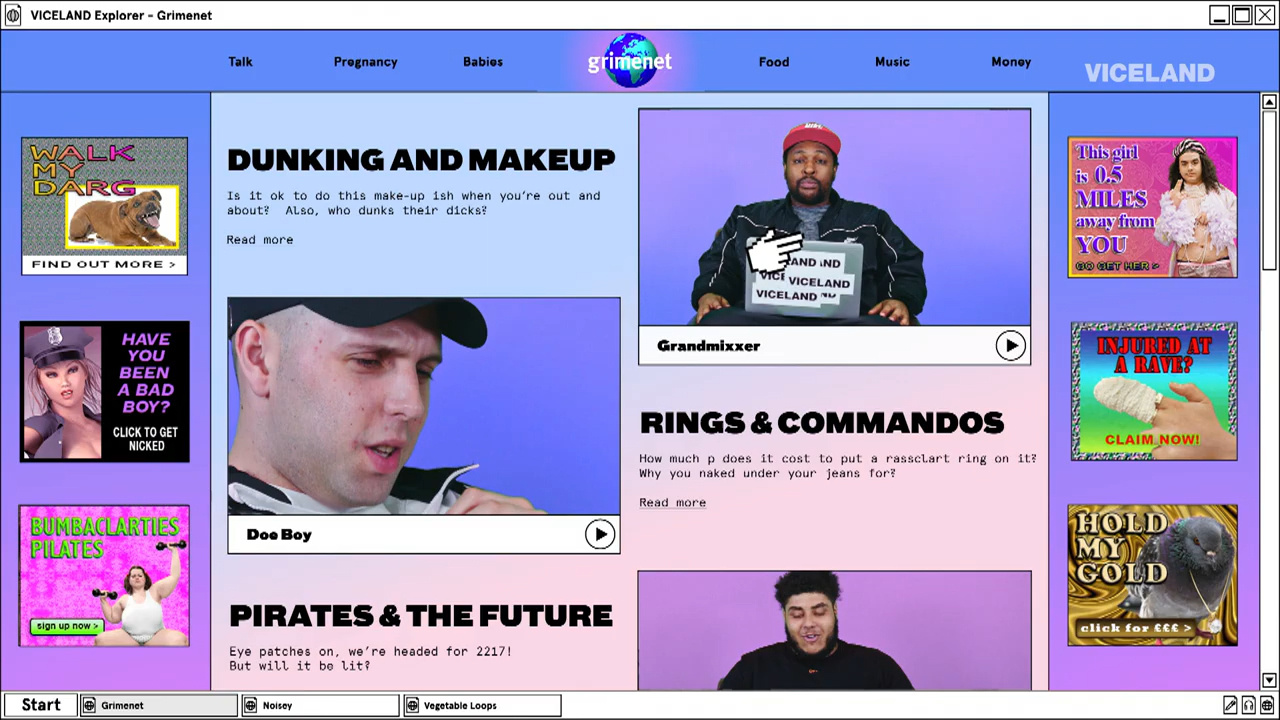 VICELAND Explorer - Grimenet
Talk
Pregnancy
Babies
grimenet
Food
Music
Money
VICELAND
WALK
MY
DARG
FIND OUT MORE >
HAVE
YOU
BEEN
A BAD
BOY?
CLICK TO GET
NICKED
BUMBACLARTIES
PILATES
sign up now >
DUNKING AND MAKEUP
Is it ok to do this make-up ish when you're out and
about? Also, who dunks their dicks?
Read more
Doe Boy
PIRATES & THE FUTURE
Eye patches on, we're headed for 2217!
But will it be lit?
VICELAND
VICELAND
Grandmixxer
RINGS & COMMANDOS
How much p does it cost to put a rassclart ring on it?
Why you naked under your jeans for?
Read more
This girl
is 0.5
MILES
away from
YOU
GO GET HER >
INJURED AT
A RAVE?
CLAIM NOW!
HOLD
MY
GOLD
click for £££ >
Start
Grimenet
Noisey
Vegetable Loops